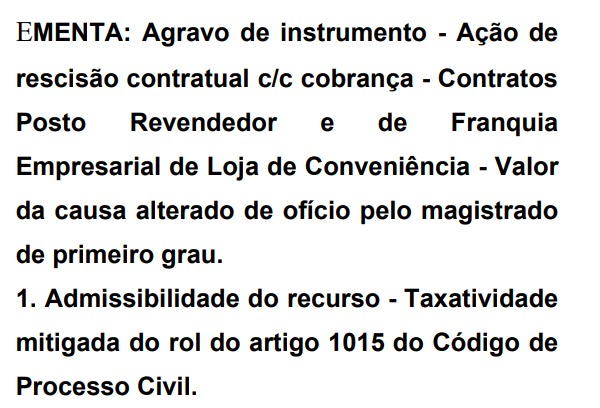 EMENTA: Agravo de instrumento - Ação de
rescisão contratual c/c cobrança - Contratos
Posto Revendedor e de Franquia
Empresarial de Loja de Conveniência - Valor
da causa alterado de ofício pelo magistrado
de primeiro grau.
1. Admissibilidade do recurso - Taxatividade
mitigada do rol do artigo 1015 do Código de
Processo Civil.